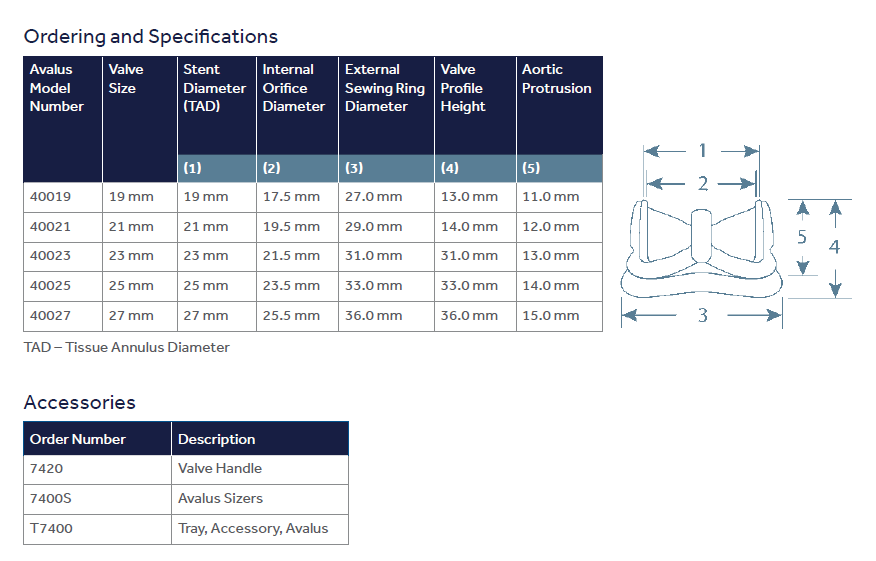 Ordering and Specifications
Avalus Model Number | Valve Size | Stent Diameter (TAD) | Internal Orifice Diameter | External Sewing Ring Diameter | Valve Profile Height | Aortic Protrusion
(1) | (2) | (3) | (4) | (5)
40019 | 19 mm | 19 mm | 17.5 mm | 27.0 mm | 13.0 mm | 11.0 mm
40021 | 21 mm | 21 mm | 19.5 mm | 29.0 mm | 14.0 mm | 12.0 mm
40023 | 23 mm | 23 mm | 21.5 mm | 31.0 mm | 31.0 mm | 13.0 mm
40025 | 25 mm | 25 mm | 23.5 mm | 33.0 mm | 33.0 mm | 14.0 mm
40027 | 27 mm | 27 mm | 25.5 mm | 36.0 mm | 36.0 mm | 15.0 mm
TAD – Tissue Annulus Diameter
1
2
5
4
3
Accessories
Order Number | Description
7420 | Valve Handle
7400S | Avalus Sizers
T7400 | Tray, Accessory, Avalus